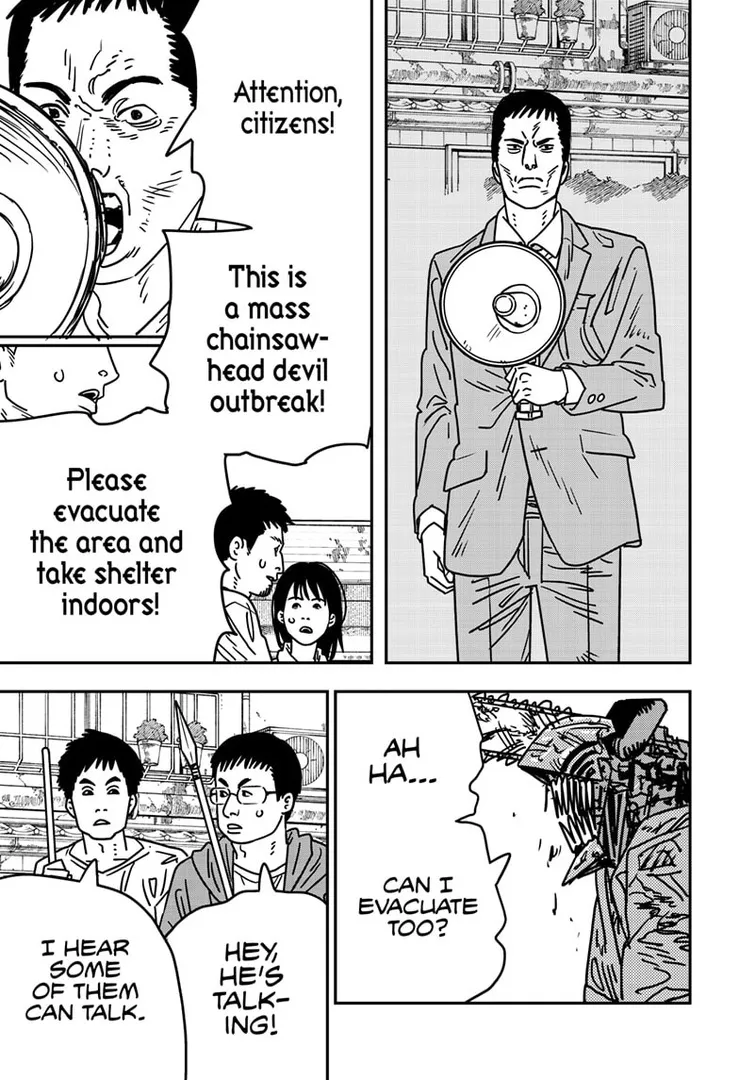 Attention,
citizens!
This is
a mass
chainsaw-
head devil
outbreak!
Please
evacuate
the area and
take shelter
indoors!
AH
HA...
CAN I
EVACUATE
TOO?
HEY,
HE'S
TALK-
ING!
I HEAR
SOME
OF THEM
CAN TALK.